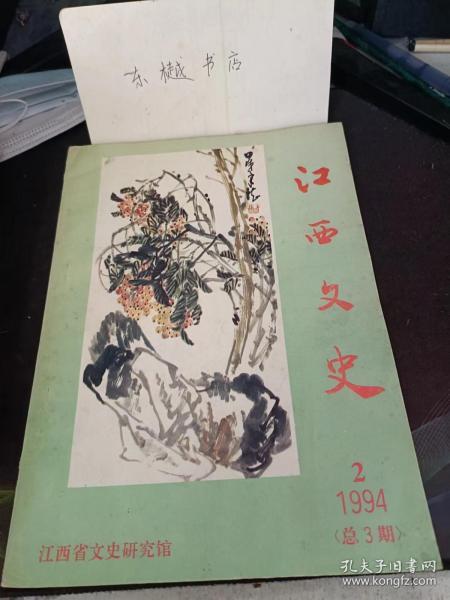 东樾书店
江西文史
2
1994
〈总3期〉
江西省文史研究馆
孔夫子旧书网
www.kongfz.com